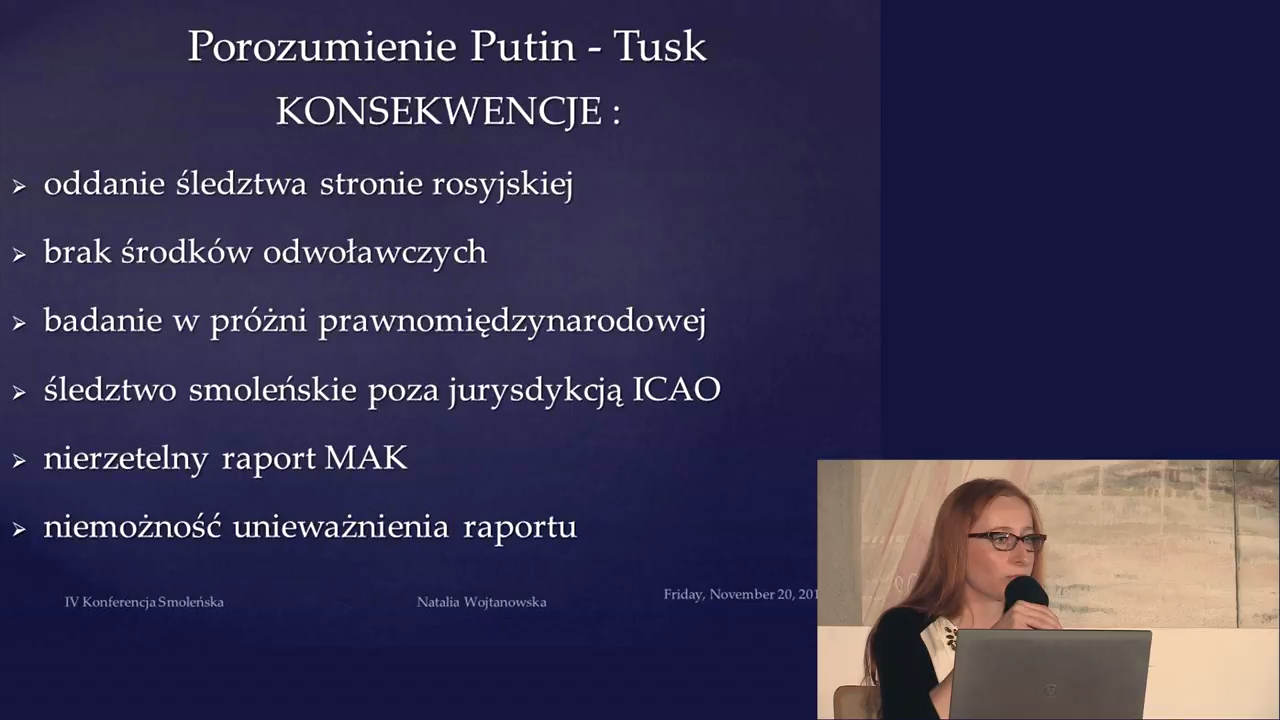 Porozumienie Putin - Tusk
KONSEKWENCJE :
➢ oddanie śledztwa stronie rosyjskiej
➢ brak środków odwoławczych
➢ badanie w próżni prawnomiędzynarodowej
➢ śledztwo smoleńskie poza jurysdykcją ICAO
➢ nierzetelny raport MAK
➢ niemożność unieważnienia raportu
IV Konferencja Smoleńska Natalia Wojtanowska Friday, November 20, 201